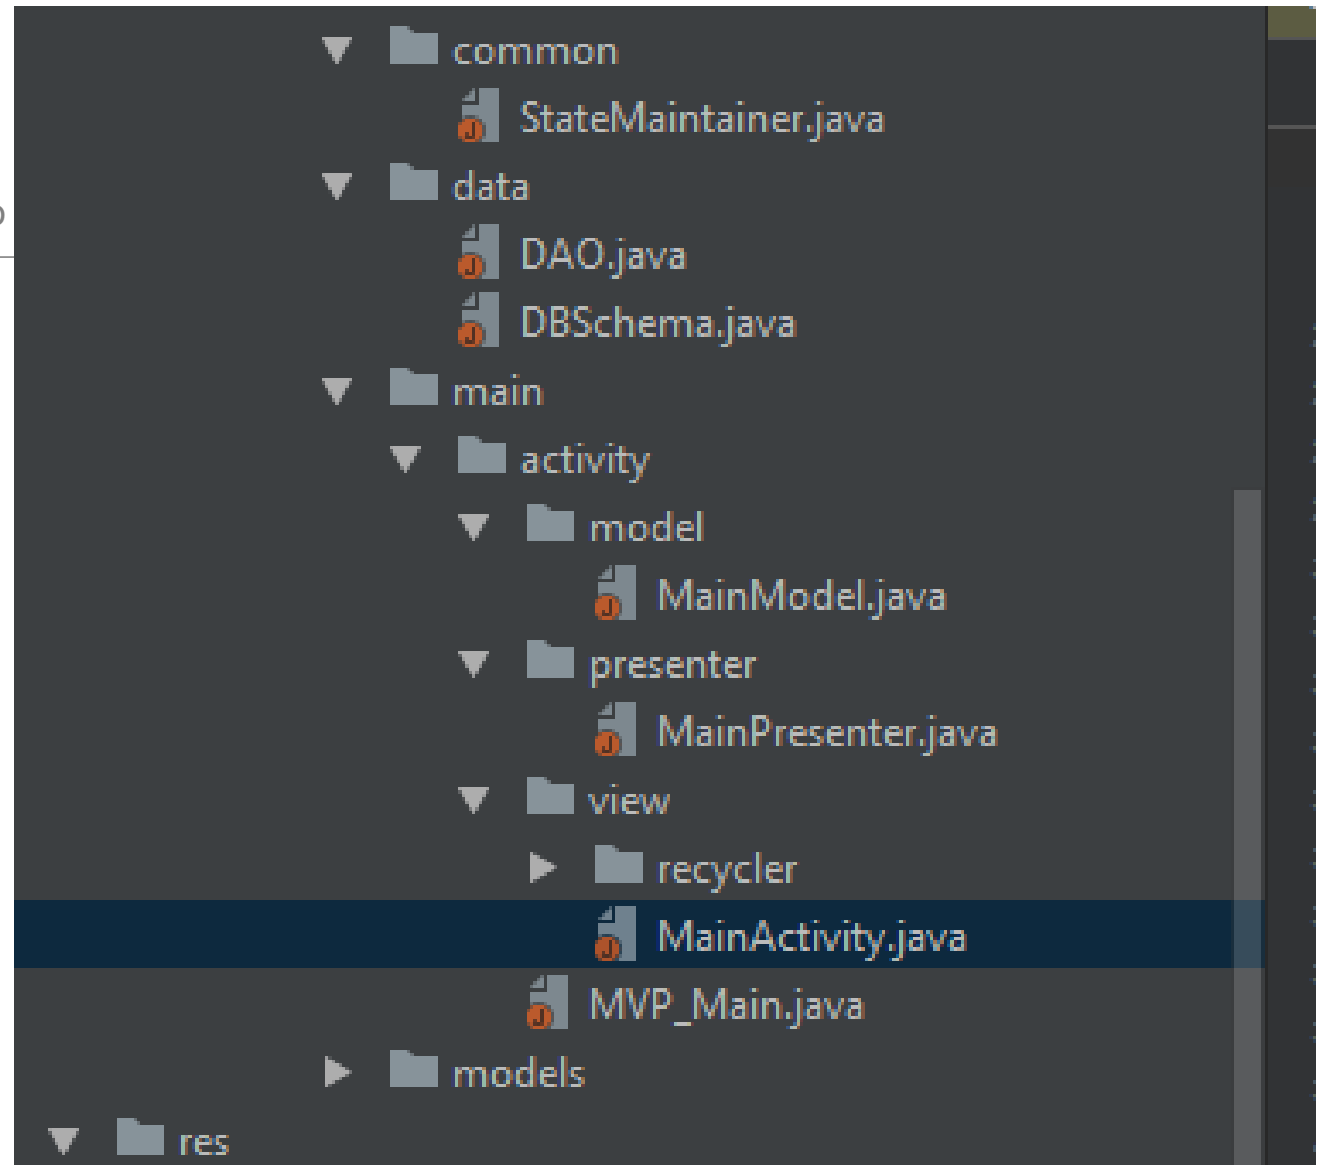 common
StateMaintainer.java
data
DAO.java
DBSchema.java
main
activity
model
MainModel.java
presenter
MainPresenter.java
view
recycler
MainActivity.java
MVP_Main.java
models
res